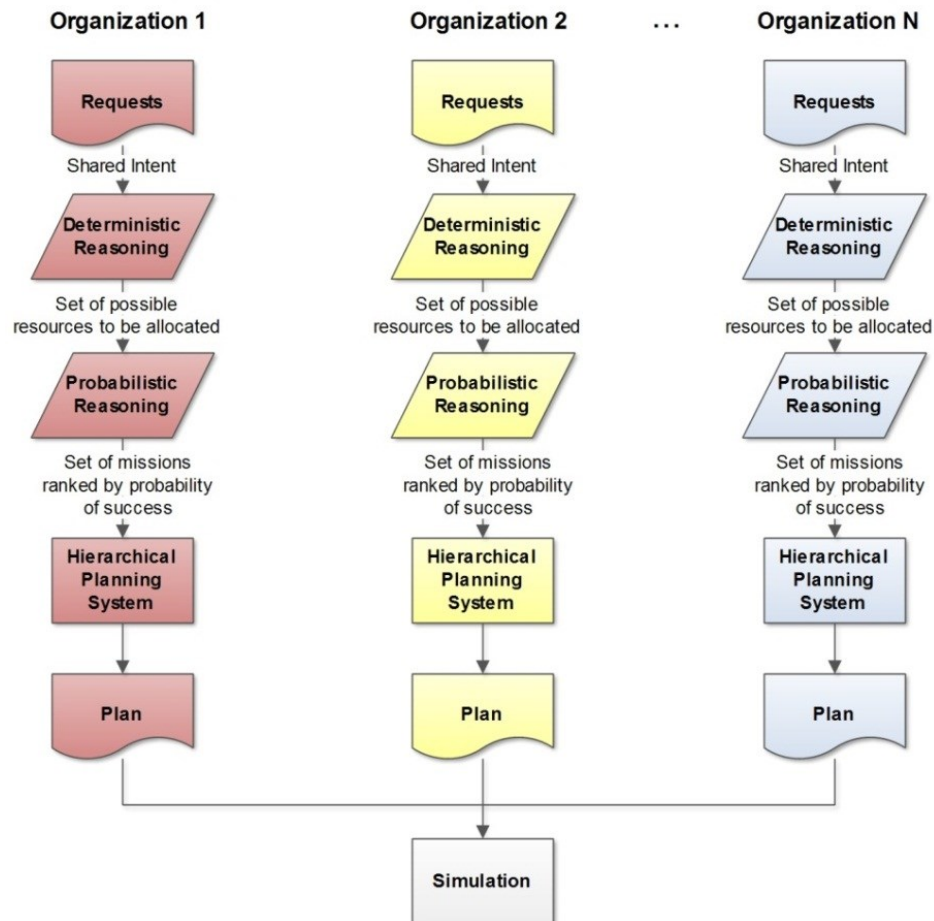 Organization 1
Organization 2
...
Organization N
Requests
Requests
Requests
Shared Intent
Shared Intent
Shared Intent
Deterministic
Reasoning
Deterministic
Reasoning
Deterministic
Reasoning
Set of possible
resources to be allocated
Set of possible
resources to be allocated
Set of possible
resources to be allocated
Probabilistic
Reasoning
Probabilistic
Reasoning
Probabilistic
Reasoning
Set of missions
ranked by probability
of success
Set of missions
ranked by probability
of success
Set of missions
ranked by probability
of success
Hierarchical
Planning
System
Hierarchical
Planning
System
Hierarchical
Planning
System
Plan
Plan
Plan
Simulation